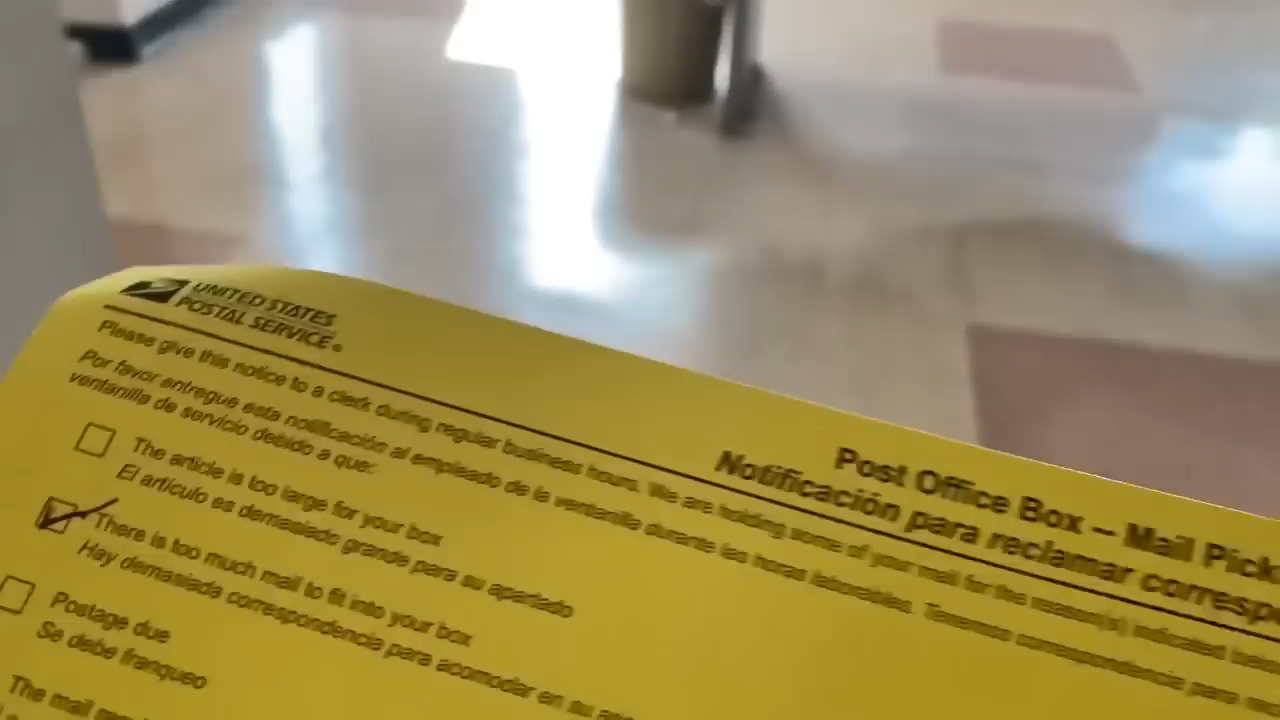 UNITED STATES
POSTAL SERVICE®
Post Office Box – Mail Pick
Notificación para reclamar corresp
Please give this notice to a clerk during regular business hours. We are holding some of your mail for the reason(s) indicated below
Por favor entregue esta notificación al empleado de la ventanilla durante las horas laborables. Tenemos correspondencia para
ventanilla de servicio debido a que:
The article is too large for your box
El artículo es demasiado grande para su apartado
There is too much mail to fit into your box
Hay demasiada correspondencia para acomodar en su
Postage due
Se debe franqueo
The mail